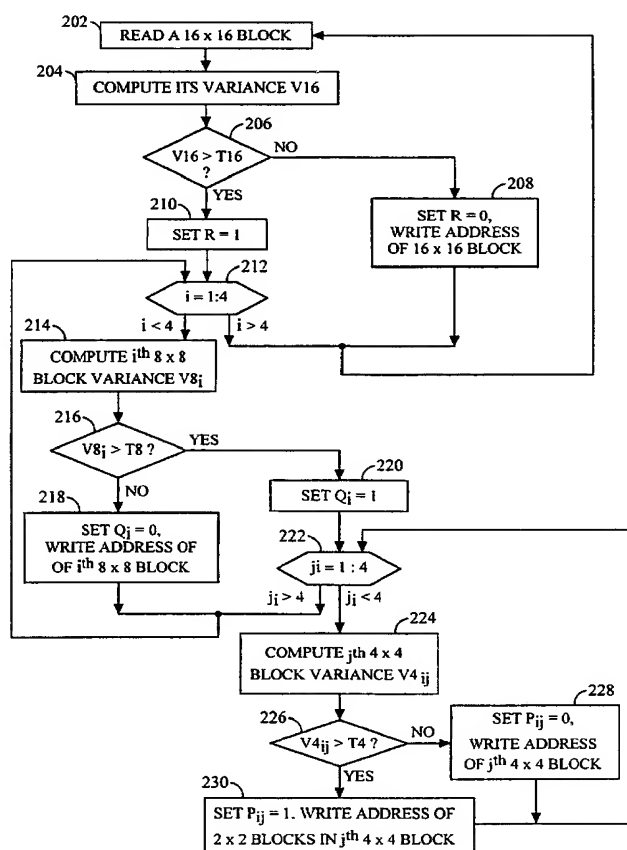 202
READ A 16 x 16 BLOCK
204
COMPUTE ITS VARIANCE V16
206
V16 > T16
?
NO
YES
208
SET R = 0,
WRITE ADDRESS
OF 16 x 16 BLOCK
210
SET R = 1
212
i = 1:4
i < 4
i > 4
214
COMPUTE ith 8 x 8
BLOCK VARIANCE V8i
216
V8i > T8 ?
YES
NO
218
SET Qi = 0,
WRITE ADDRESS OF
OF ith 8 x 8 BLOCK
220
SET Qi = 1
222
ji = 1 : 4
ji > 4
ji < 4
224
COMPUTE jth 4 x 4
BLOCK VARIANCE V4 ij
226
V4ij > T4 ?
NO
YES
228
SET Pij = 0,
WRITE ADDRESS
OF jth 4 x 4 BLOCK
230
SET Pij = 1. WRITE ADDRESS OF
2 x 2 BLOCKS IN jth 4 x 4 BLOCK